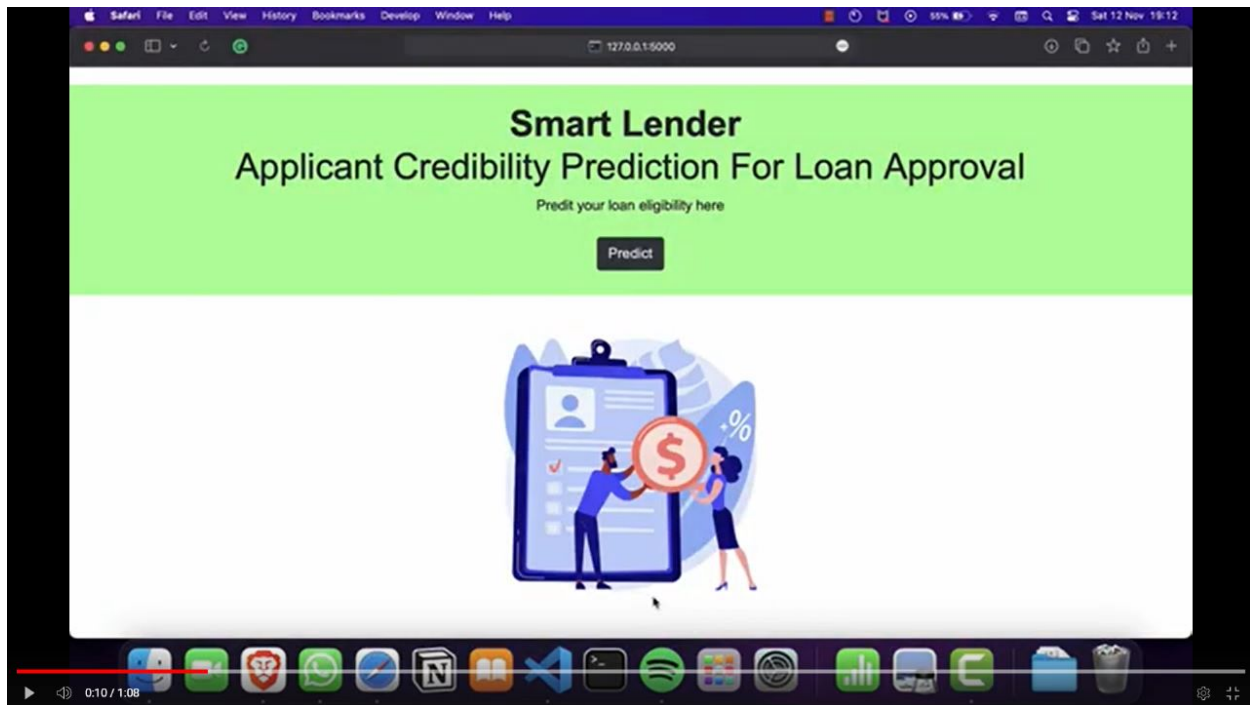 Safari File Edit View History Bookmarks Develop Window Help 55% Sat 12 Nov 19:12
127.0.0.1:5000
Smart Lender
Applicant Credibility Prediction For Loan Approval
Predit your loan eligibility here
Predict
%
$
0:10 / 1:08